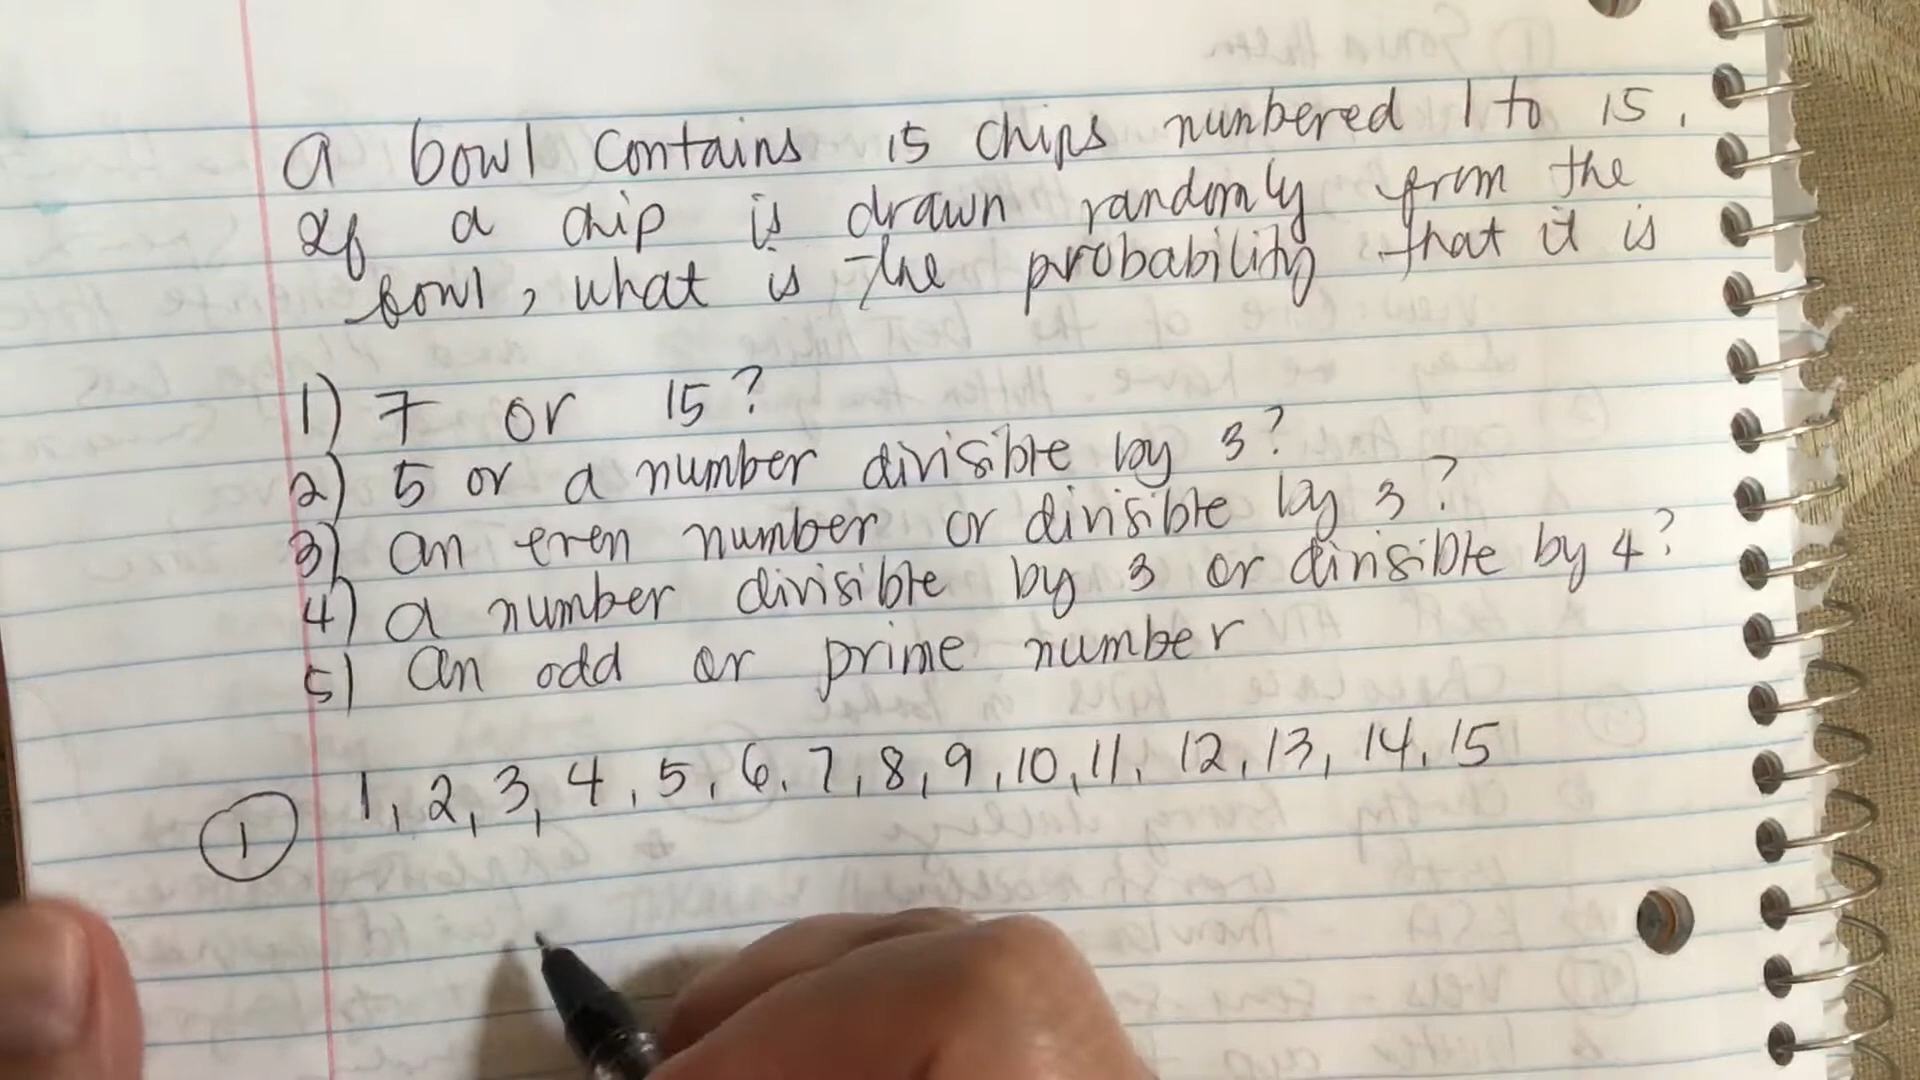 a bowl contains 15 chips numbered 1 to 15.
If a chip is drawn randomly from the
bowl, what is the probability that it is
1) 7 or 15?
2) 5 or a number divisible by 3?
3) an even number or divisible by 3?
4) a number divisible by 3 or divisible by 4?
5) an odd or prime number
1 1, 2, 3, 4, 5, 6, 7, 8, 9, 10, 11, 12, 13, 14, 15